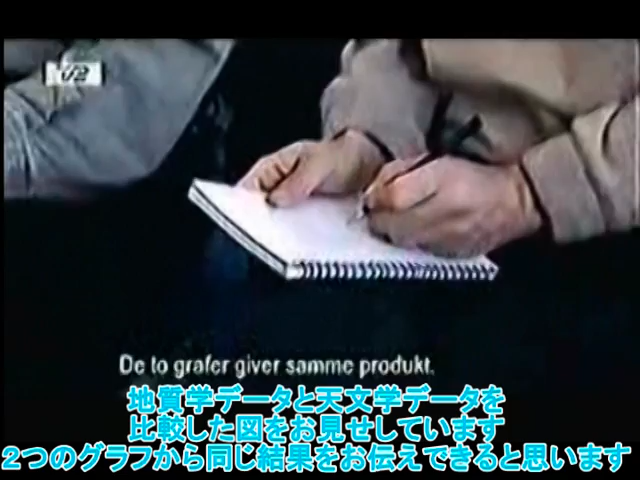 t/2
De to grafer giver samme produkt.
地質学データと天文学データを
比較した図をお見せしています
2つのグラフから同じ結果をお伝えできると思います